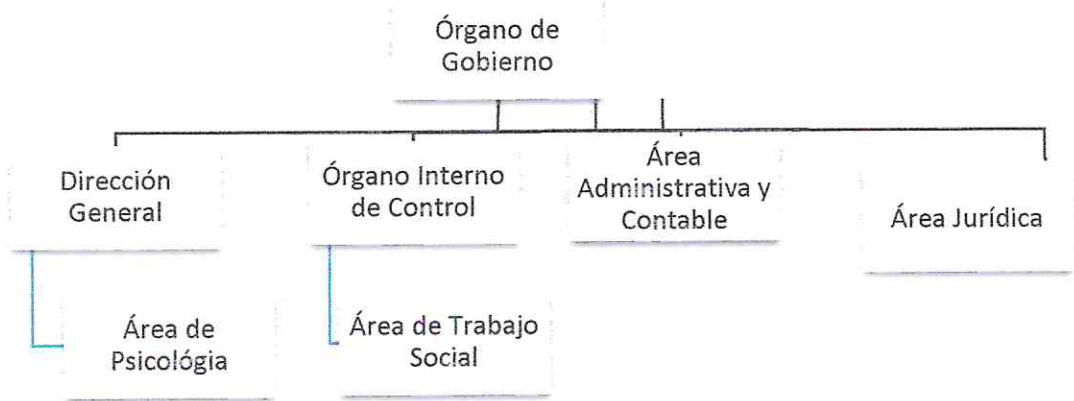 Órgano de
Gobierno
Dirección
General
Órgano Interno
de Control
Área
Administrativa y
Contable
Área Jurídica
Área de
Psicológia
Área de Trabajo
Social